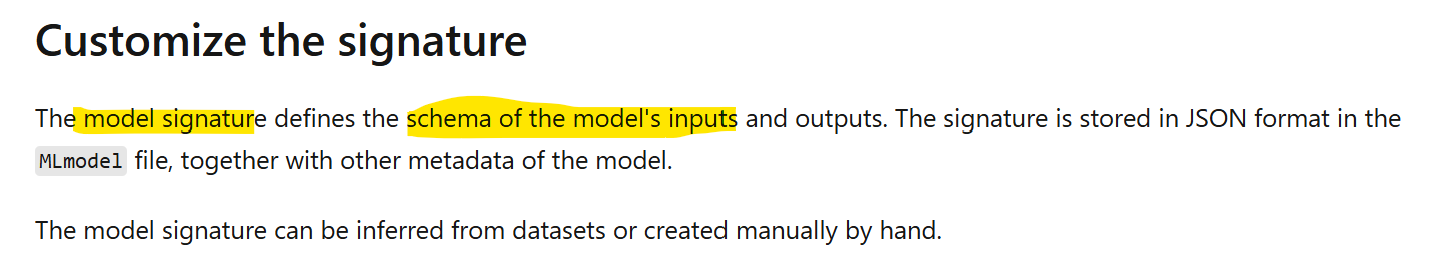 Customize the signature
The model signature defines the schema of the model's inputs and outputs. The signature is stored in JSON format in the
MLmodel file, together with other metadata of the model.
The model signature can be inferred from datasets or created manually by hand.